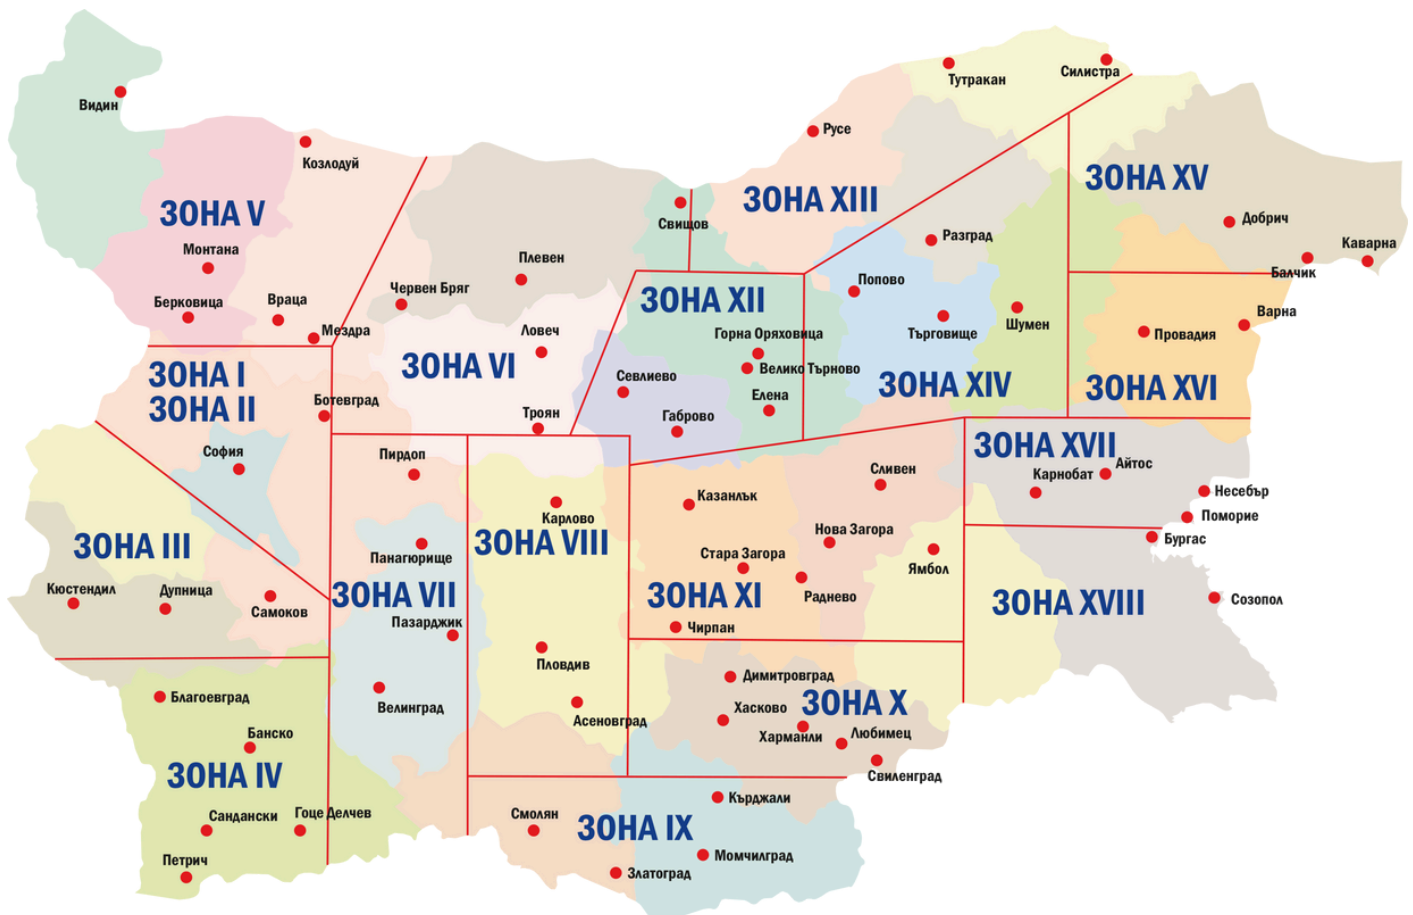 Тутракан
Силистра
Видин
Русе
Козлодуй
ЗОНА V
ЗОНА XIII
ЗОНА XV
Свищов
Добрич
Монтана
Разград
Каварна
Плевен
Балчик
Червен Бряг
Попово
Берковица
Враца
ЗОНА XII
Мездра
Ловеч
Горна Оряховица
Търговище
Шумен
Провадия
Варна
ЗОНА I
ЗОНА II
ЗОНА VI
Севлиево
Велико Търново
ЗОНА XIV
ЗОНА XVI
Ботевград
Троян
Габрово
Елена
София
Пирдоп
Сливен
ЗОНА XVII
Айтос
Карнобат
Несебър
Казанлък
Поморие
Карлово
Нова Загора
Бургас
ЗОНА III
Панагюрище
ЗОНА VIII
Стара Загора
Ямбол
Кюстендил
Дупница
Самоков
ЗОНА VII
ЗОНА XI
Раднево
ЗОНА XVIII
Созопол
Пазарджик
Чирпан
Пловдив
Димитровград
Благоевград
Велинград
Асеновград
Хасково
ЗОНА X
Банско
Харманли
Любимец
Свиленград
ЗОНА IV
Кърджали
Сандански
Гоце Делчев
Смолян
ЗОНА IX
Петрич
Момчилград
Златоград